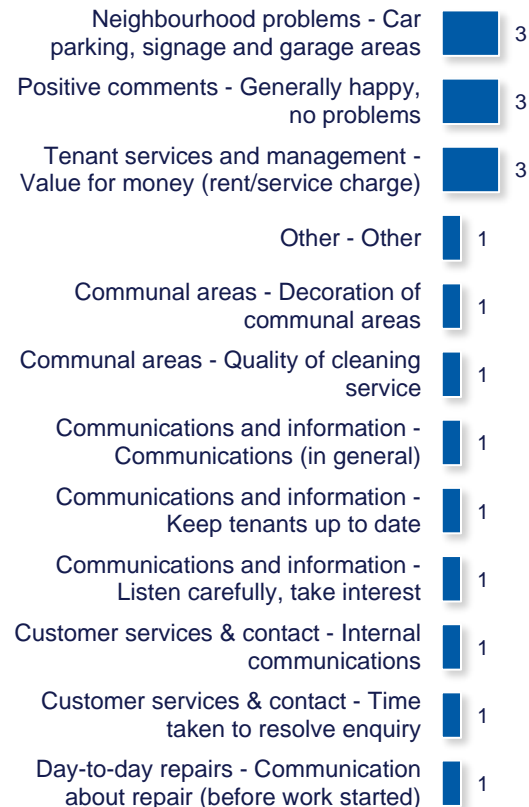 Neighbourhood problems - Car
parking, signage and garage areas
3
Positive comments - Generally happy,
no problems
3
Tenant services and management -
Value for money (rent/service charge)
3
Other - Other
1
Communal areas - Decoration of
communal areas
1
Communal areas - Quality of cleaning
service
1
Communications and information -
Communications (in general)
1
Communications and information -
Keep tenants up to date
1
Communications and information -
Listen carefully, take interest
1
Customer services & contact - Internal
communications
1
Customer services & contact - Time
taken to resolve enquiry
1
Day-to-day repairs - Communication
about repair (before work started)
1